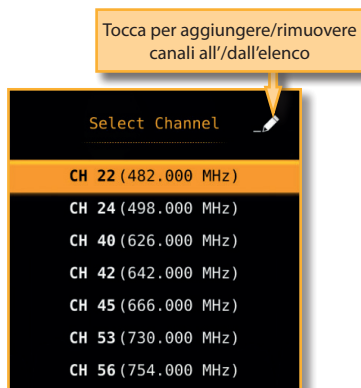 Tocca per aggiungere/rimuovere
canali all'/dall'elenco
Select Channel
CH 22 (482.000 MHz)
CH 24 (498.000 MHz)
CH 40 (626.000 MHz)
CH 42 (642.000 MHz)
CH 45 (666.000 MHz)
CH 53 (730.000 MHz)
CH 56 (754.000 MHz)